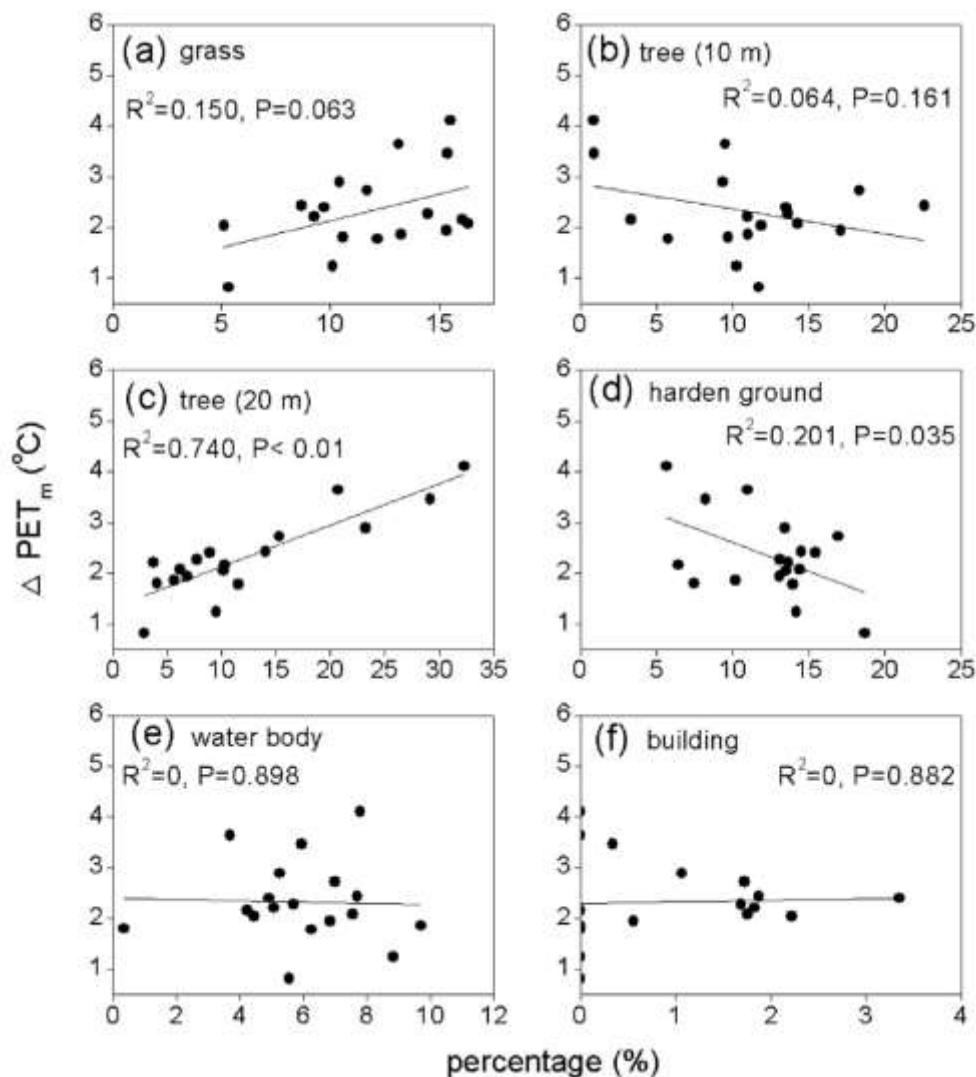 (a) grass
R²=0.150, P=0.063
6
5
4
3
2
1
0 5 10 15
(b) tree (10 m)
R²=0.064, P=0.161
6
5
4
3
2
1
0 5 10 15 20 25
(c) tree (20 m)
R²=0.740, P< 0.01
6
5
4
3
2
1
0 5 10 15 20 25 30 35
(d) harden ground
R²=0.201, P=0.035
6
5
4
3
2
1
0 5 10 15 20 25
(e) water body
R²=0, P=0.898
6
5
4
3
2
1
0 2 4 6 8 10 12
(f) building
R²=0, P=0.882
6
5
4
3
2
1
0 1 2 3 4
△ PETm (°C)
percentage (%)